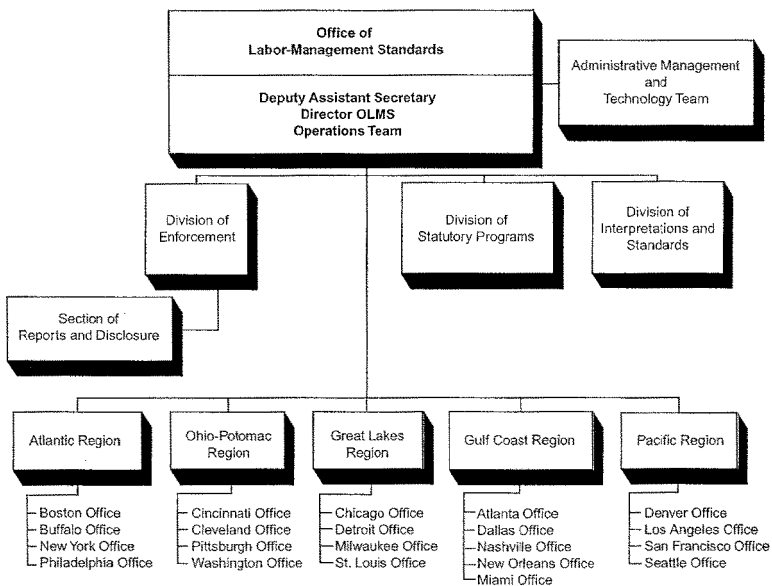 Office of
Labor-Management Standards
Deputy Assistant Secretary
Director OLMS
Operations Team
Administrative Management
and
Technology Team
Division of
Enforcement
Division of
Statutory Programs
Division of
Interpretations and
Standards
Section of
Reports and Disclosure
Atlantic Region
Ohio-Potomac
Region
Great Lakes
Region
Gulf Coast Region
Pacific Region
Boston Office
Buffalo Office
New York Office
Philadelphia Office
Cincinnati Office
Cleveland Office
Pittsburgh Office
Washington Office
Chicago Office
Detroit Office
Milwaukee Office
St. Louis Office
Atlanta Office
Dallas Office
Nashville Office
New Orleans Office
Miami Office
Denver Office
Los Angeles Office
San Francisco Office
Seattle Office